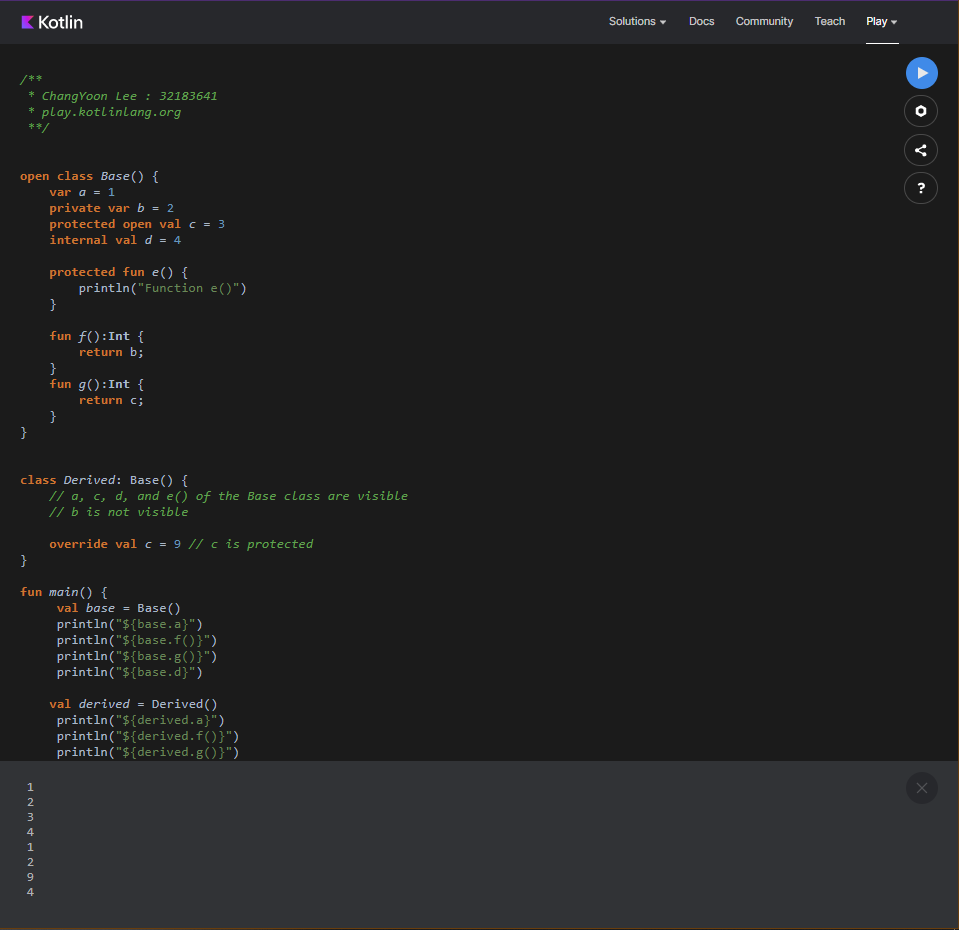 Kotlin
Solutions Docs Community Teach Play
/**
 * ChangYoon Lee : 32183641
 * play.kotlinlang.org
 **/
open class Base() {
    var a = 1
    private var b = 2
    protected open val c = 3
    internal val d = 4
    protected fun e() {
        println("Function e()")
    }
    fun f():Int {
        return b;
    }
    fun g():Int {
        return c;
    }
}
class Derived: Base() {
    // a, c, d, and e() of the Base class are visible
    // b is not visible
    override val c = 9 // c is protected
}
fun main() {
     val base = Base()
     println("${base.a}")
     println("${base.f()}")
     println("${base.g()}")
     println("${base.d}")
    val derived = Derived()
     println("${derived.a}")
     println("${derived.f()}")
     println("${derived.g()}")
?
1
2
3
4
1
2
9
4